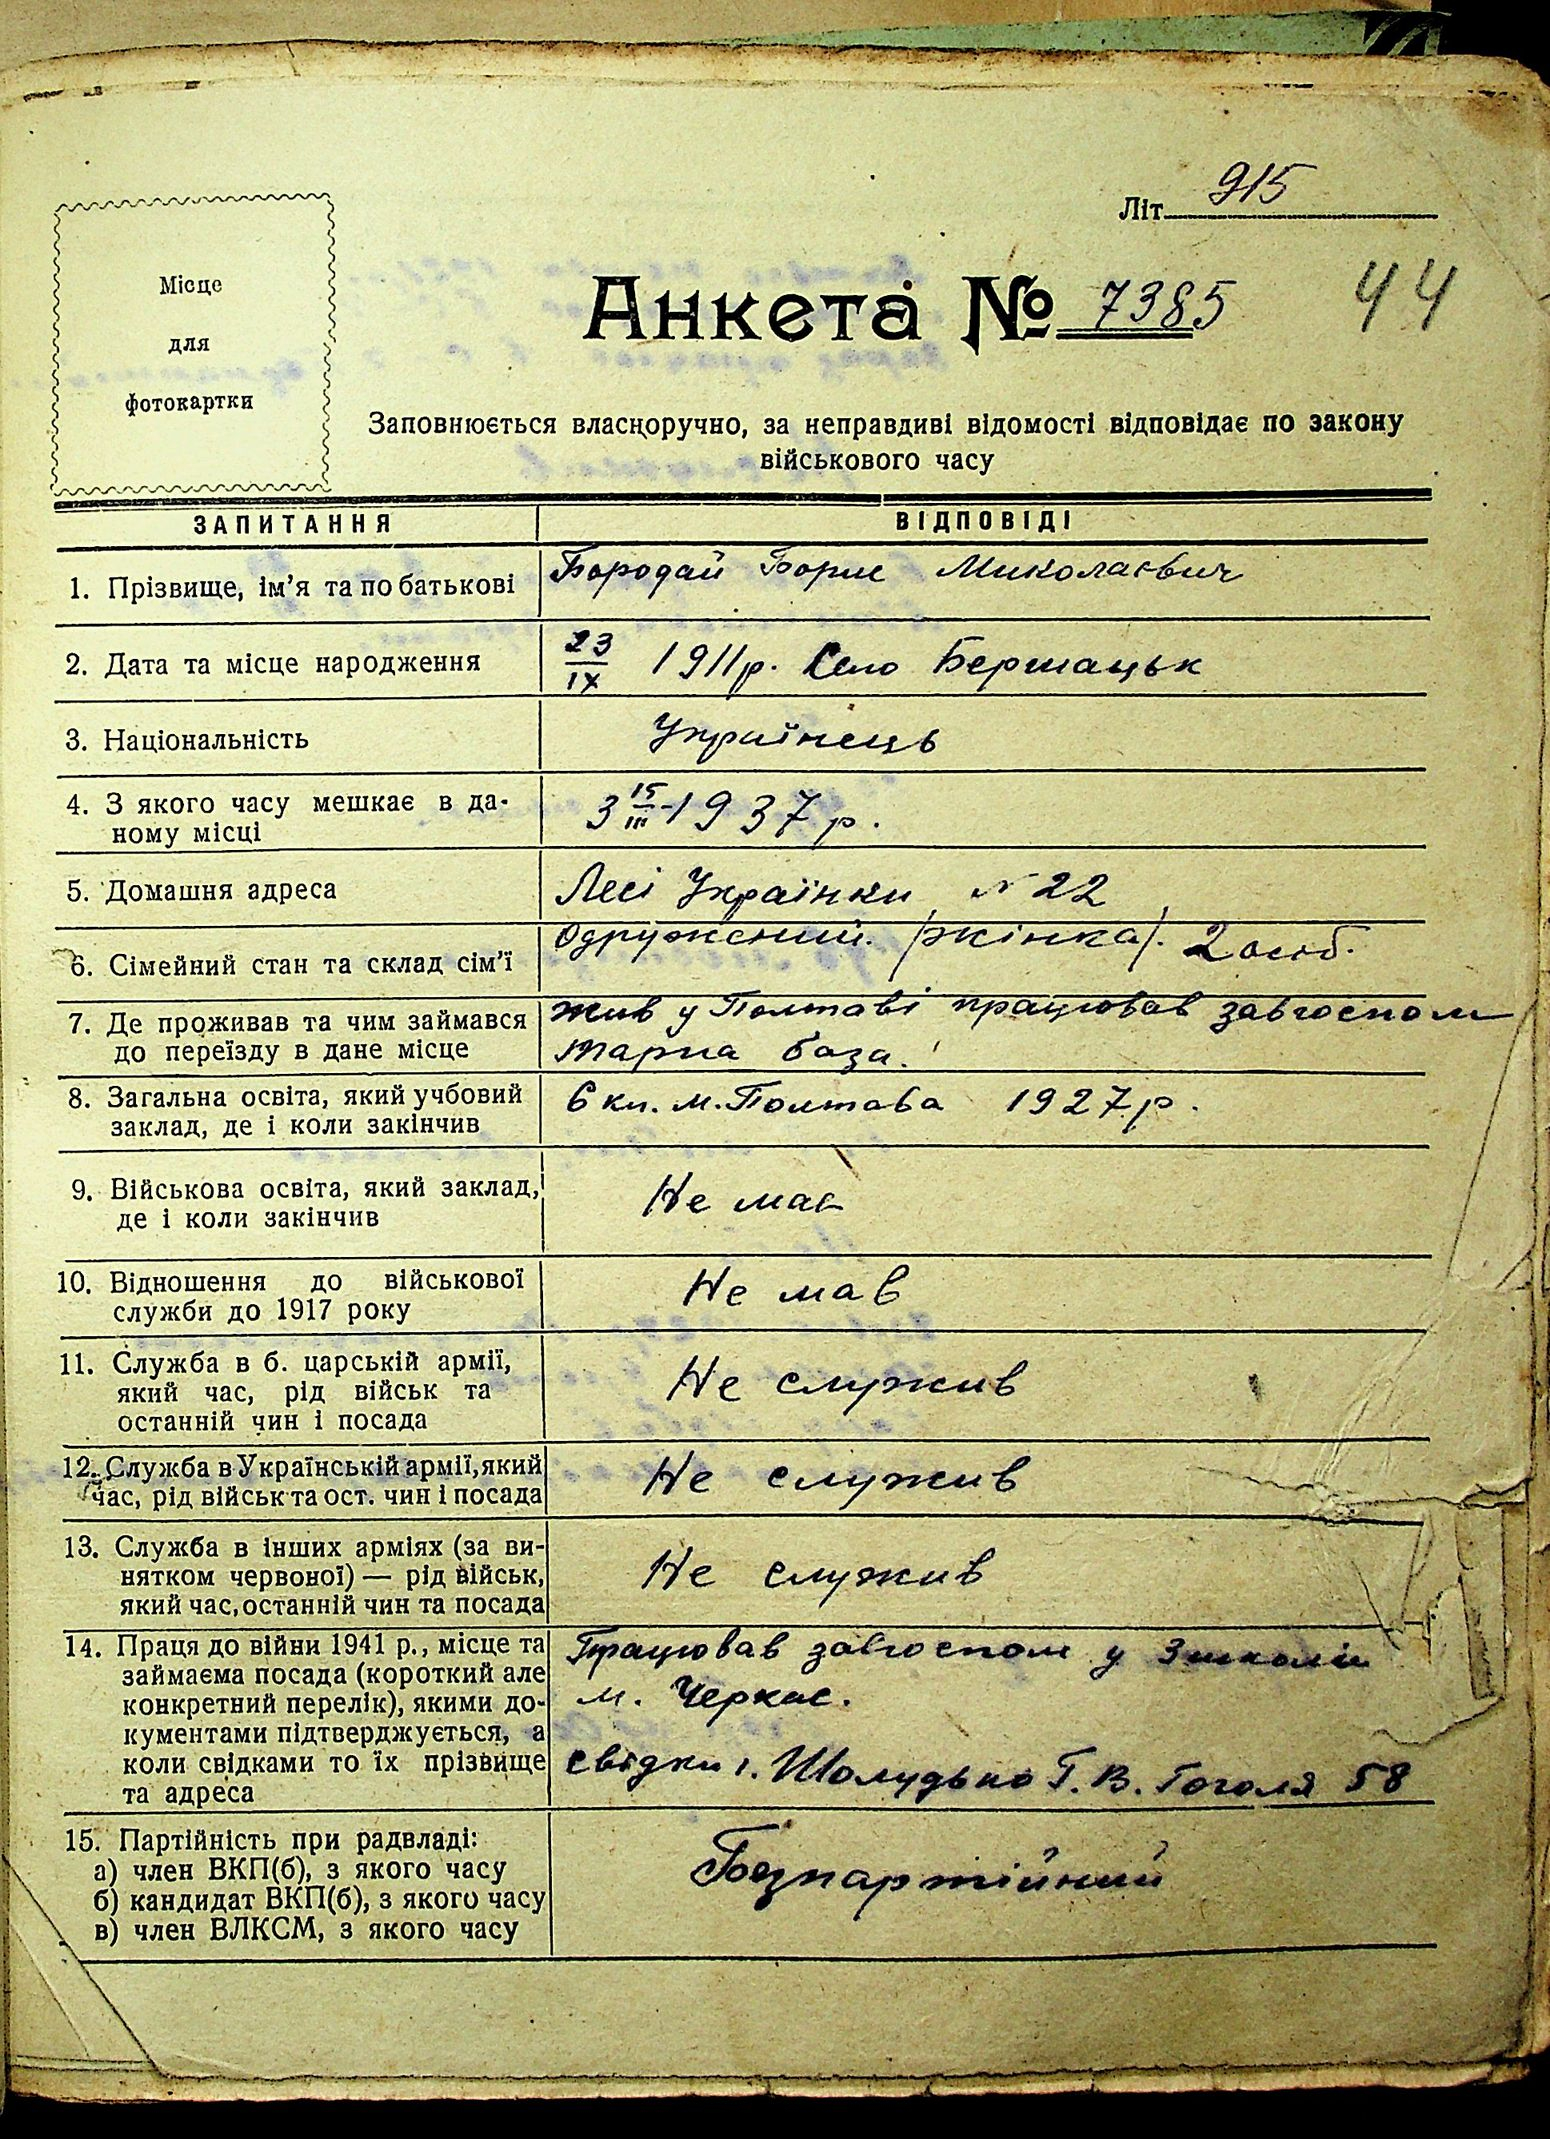 Літ 915
Місце
для
фотокартки
Анкета № 7385
44
Заповнюється власноручно, за неправдиві відомості відповідає по закону
військового часу
ЗАПИТАННЯ ВІДПОВІДІ
1. Прізвище, ім'я та по батькові Бородай Борис Миколаєвич
2. Дата та місце народження 23/IX 1911р. Село Бершацьк
3. Національність Українець
4. З якого часу мешкає в да-
ному місці З 15/III-1937 р.
5. Домашня адреса Лесі Українки N 22
6. Сімейний стан та склад сім'ї Одружений. /жінка/. 2 особ.
7. Де проживав та чим займався Жив у Полтаві працював завгоспом
до переїзду в дане місце тарна база.
8. Загальна освіта, який учбовий 6 кл. м. Полтава 1927 р.
заклад, де і коли закінчив
9. Військова освіта, який заклад, Не має
де і коли закінчив
10. Відношення до військової Не мав
служби до 1917 року
11. Служба в б. царській армії,
який час, рід військ та Не служив
останній чин і посада
12. Служба в Українській армії, який Не служив
час, рід військ та ост. чин і посада
13. Служба в інших арміях (за ви-
нятком червоної) — рід військ, Не служив
який час, останній чин та посада
14. Праця до війни 1941 р., місце та Працював завгоспом у 3 школі
займаєма посада (короткий але
конкретний перелік), якими до- м. Черкас.
кументами підтверджується, а
коли свідками то їх прізвище Свідки 1. Шолудько Г. В. Гоголя 58
та адреса
15. Партійність при радвладі:
а) член ВКП(б), з якого часу Безпартійний
б) кандидат ВКП(б), з якого часу
в) член ВЛКСМ, з якого часу